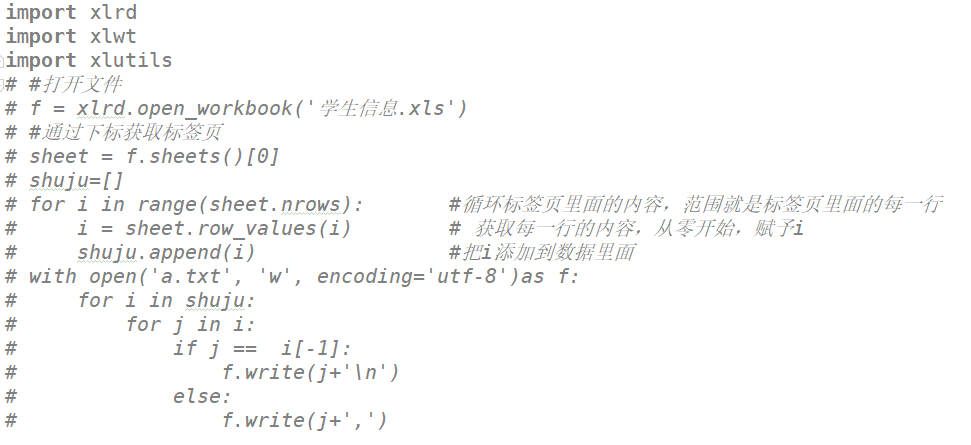 import xlrd
import xlwt
import xlutils
# #打开文件
# f = xlrd.open_workbook('学生信息.xls')
# #通过下标获取标签页
# sheet = f.sheets()[0]
# shuju=[]
# for i in range(sheet.nrows):       #循环标签页里面的内容，范围就是标签页里面的每一行
#     i = sheet.row_values(i)        # 获取每一行的内容，从零开始，赋予i
#     shuju.append(i)                #把i添加到数据里面
# with open('a.txt', 'w', encoding='utf-8')as f:
#     for i in shuju:
#         for j in i:
#             if j ==  i[-1]:
#                 f.write(j+'\n')
#             else:
#                 f.write(j+',')